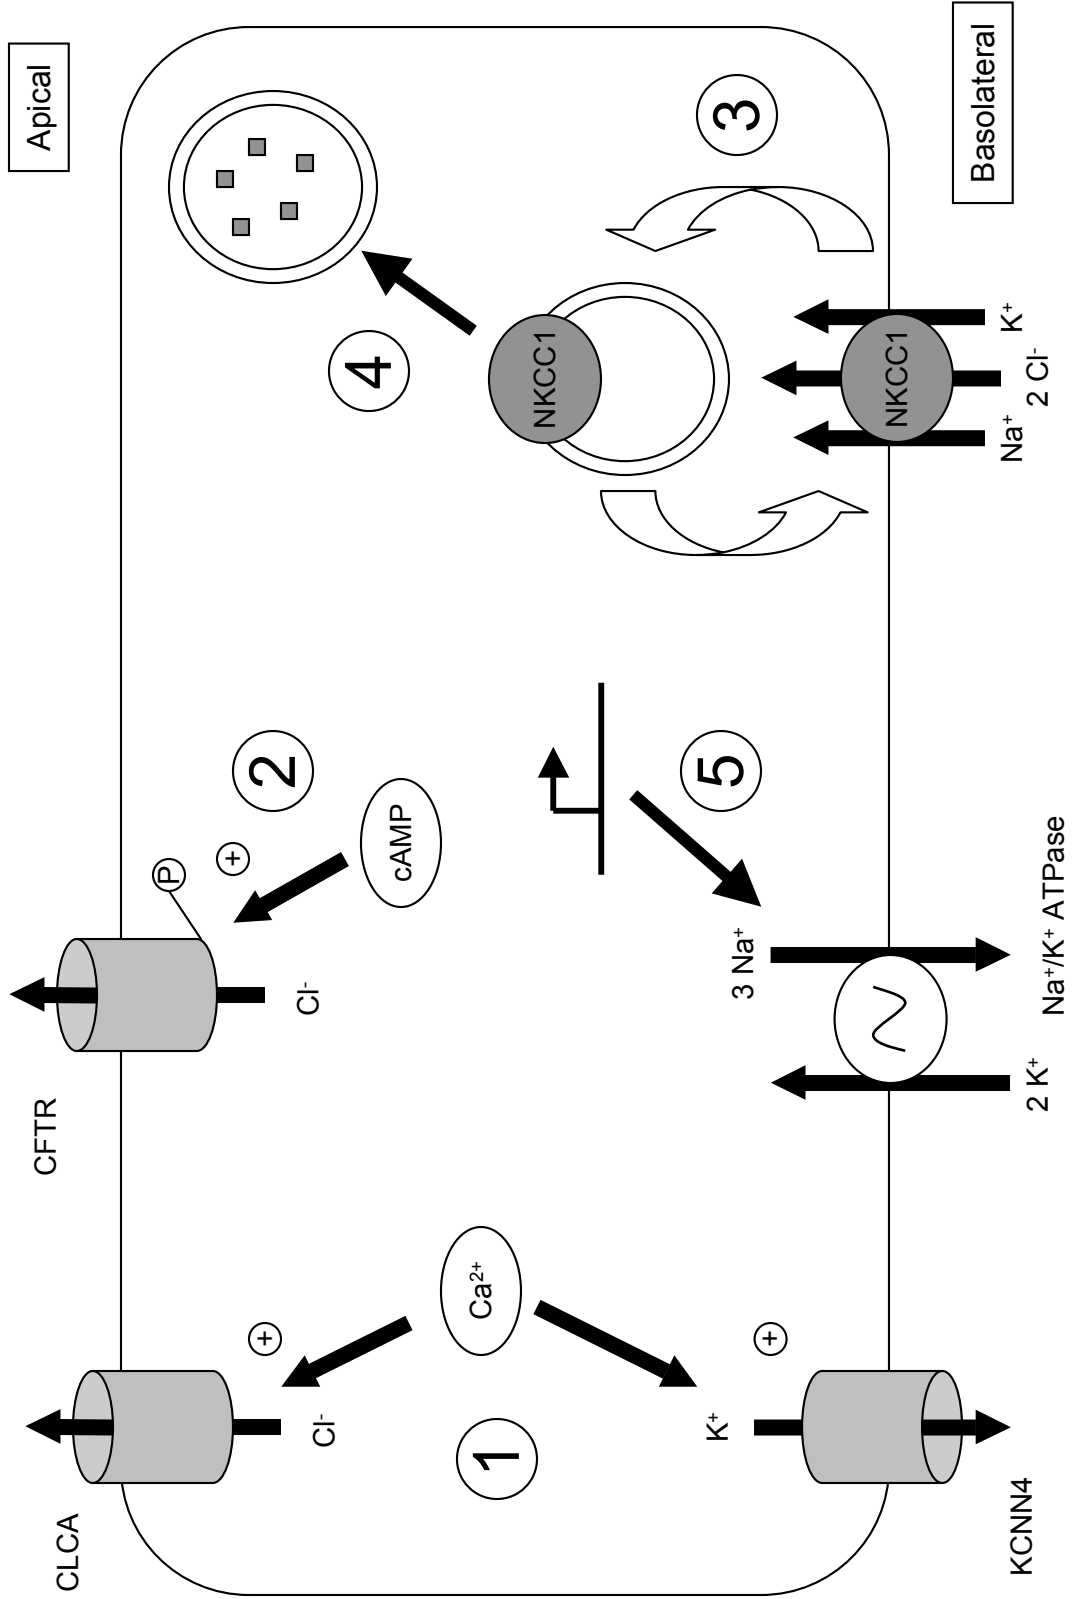 Apical
CLCA
CFTR
Cl-
Cl-
P
+
+
2
cAMP
4
1
Ca2+
NKCC1
3
5
K+
+
3 Na+
NKCC1
2 K+
Na+
2 Cl-
K+
KCNN4
Na+/K+ ATPase
Basolateral